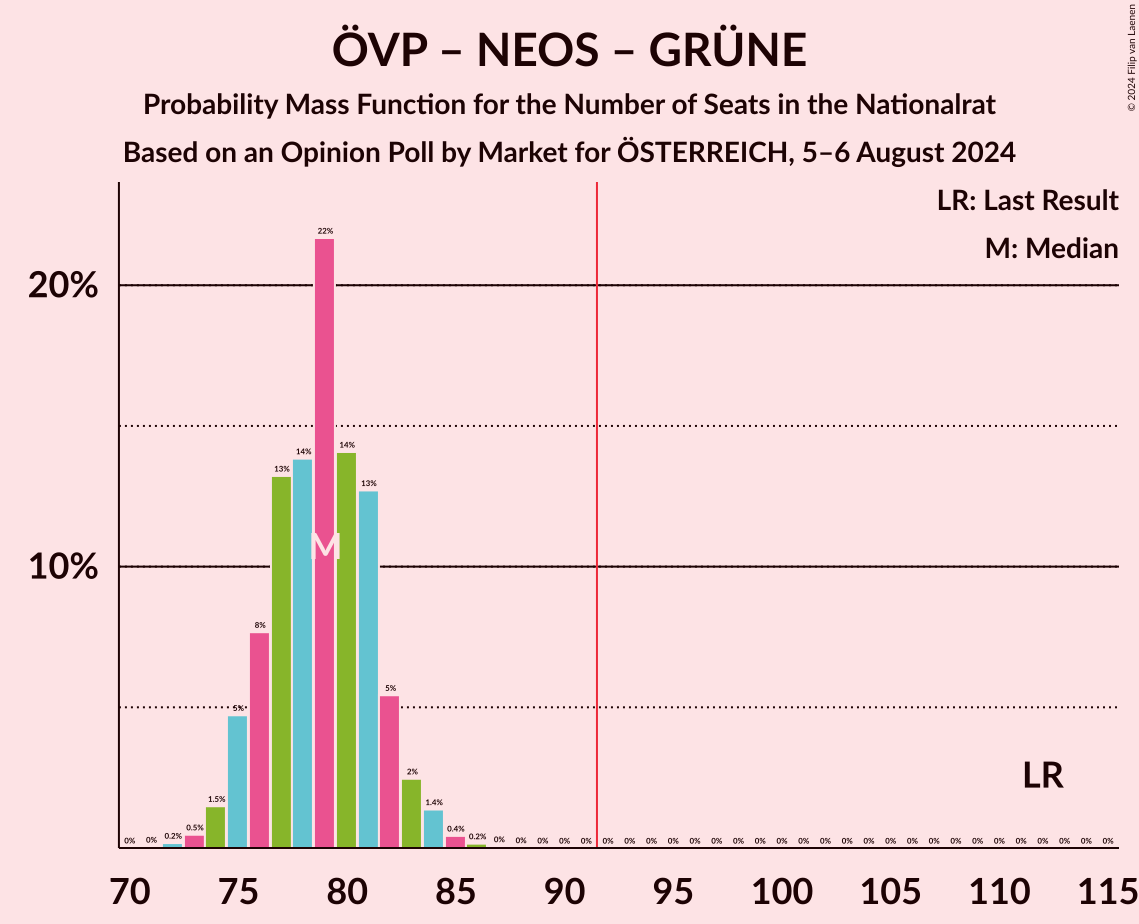 ÖVP – NEOS – GRÜNE
Probability Mass Function for the Number of Seats in the Nationalrat
Based on an Opinion Poll by Market for ÖSTERREICH, 5–6 August 2024
© 2024 Filip van Laenen
LR: Last Result
M: Median
20%
10%
0% 0% 0.2% 0.5% 1.5% 5% 8% 13% 14% 22% 14% 13% 5% 2% 1.4% 0.4% 0.2% 0% 0% 0% 0% 0% 0% 0% 0% 0% 0% 0% 0% 0% 0% 0% 0% 0% 0% 0% 0% 0% 0% 0% 0% 0% 0% 0% 0% 0%
M
LR
70 75 80 85 90 95 100 105 110 115